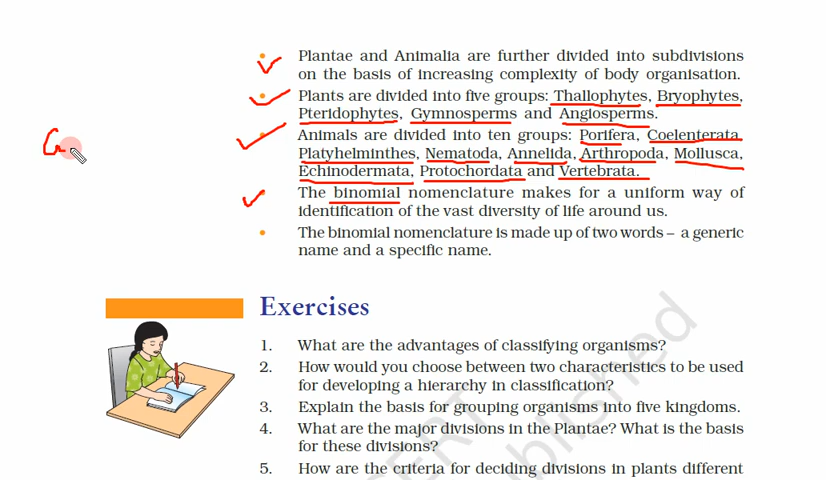 Plantae and Animalia are further divided into subdivisions
on the basis of increasing complexity of body organisation.
Plants are divided into five groups: Thallophytes, Bryophytes,
Pteridophytes, Gymnosperms and Angiosperms.
Animals are divided into ten groups: Porifera, Coelenterata,
Platyhelminthes, Nematoda, Annelida, Arthropoda, Mollusca,
Echinodermata, Protochordata and Vertebrata.
The binomial nomenclature makes for a uniform way of
identification of the vast diversity of life around us.
The binomial nomenclature is made up of two words – a generic
name and a specific name.
Exercises
1. What are the advantages of classifying organisms?
2. How would you choose between two characteristics to be used
for developing a hierarchy in classification?
3. Explain the basis for grouping organisms into five kingdoms.
4. What are the major divisions in the Plantae? What is the basis
for these divisions?
5. How are the criteria for deciding divisions in plants different